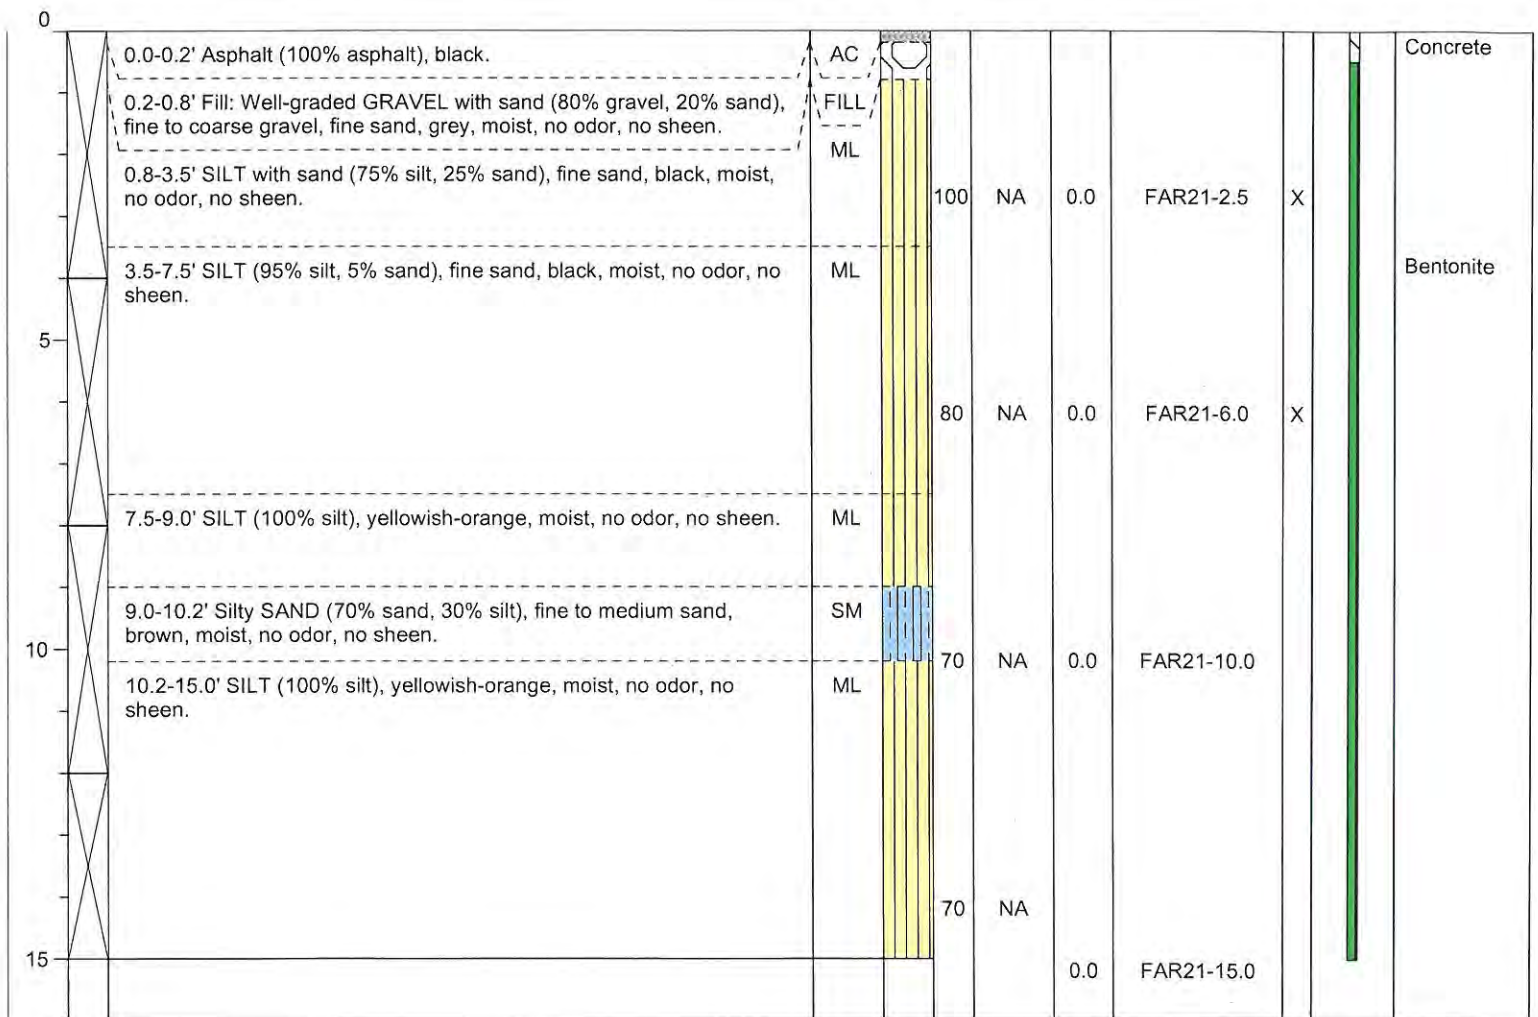 0
0.0-0.2' Asphalt (100% asphalt), black.
AC
Concrete
0.2-0.8' Fill: Well-graded GRAVEL with sand (80% gravel, 20% sand),
fine to coarse gravel, fine sand, grey, moist, no odor, no sheen.
FILL
ML
0.8-3.5' SILT with sand (75% silt, 25% sand), fine sand, black, moist,
no odor, no sheen.
100 NA 0.0 FAR21-2.5 X
3.5-7.5' SILT (95% silt, 5% sand), fine sand, black, moist, no odor, no
sheen.
ML
Bentonite
5
80 NA 0.0 FAR21-6.0 X
7.5-9.0' SILT (100% silt), yellowish-orange, moist, no odor, no sheen.
ML
9.0-10.2' Silty SAND (70% sand, 30% silt), fine to medium sand,
brown, moist, no odor, no sheen.
SM
10
70 NA 0.0 FAR21-10.0
10.2-15.0' SILT (100% silt), yellowish-orange, moist, no odor, no
sheen.
ML
70 NA
15
0.0 FAR21-15.0